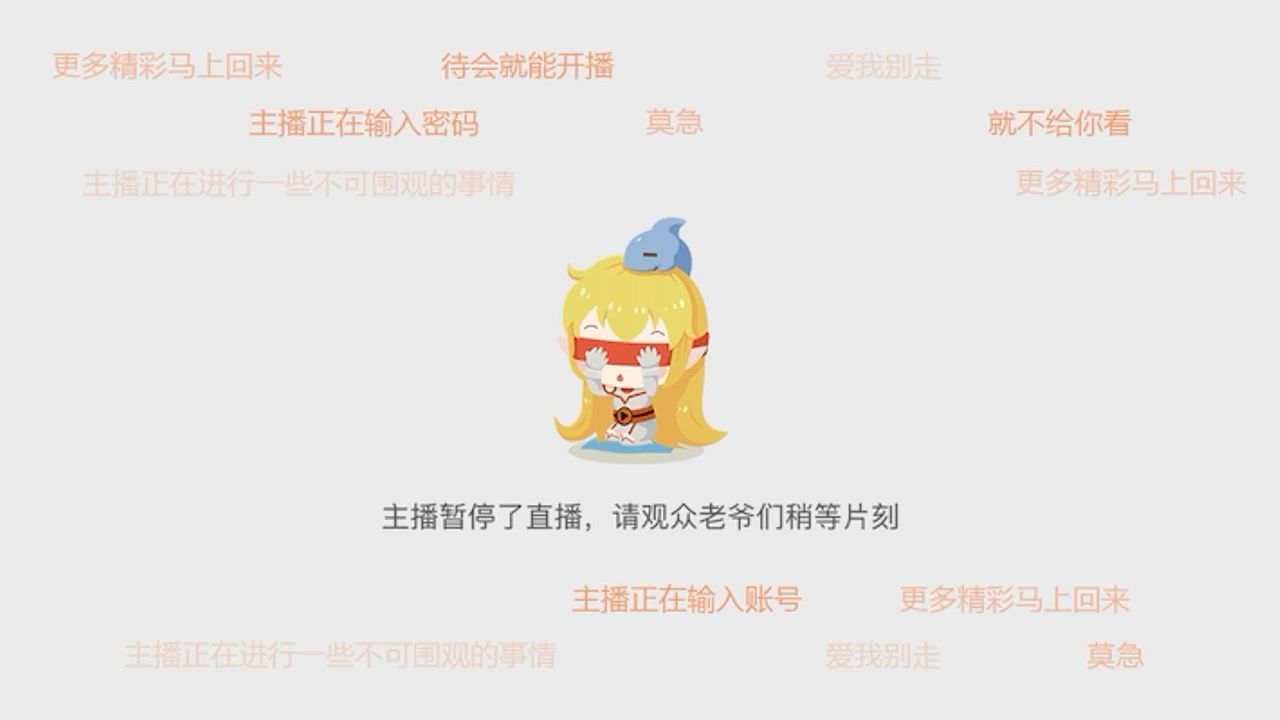 更多精彩马上回来
待会就能开播
爱我别走
主播正在输入密码
莫急
就不给你看
主播正在进行一些不可围观的事情
更多精彩马上回来
主播暂停了直播，请观众老爷们稍等片刻
主播正在输入账号
更多精彩马上回来
主播正在进行一些不可围观的事情
爱我别走
莫急